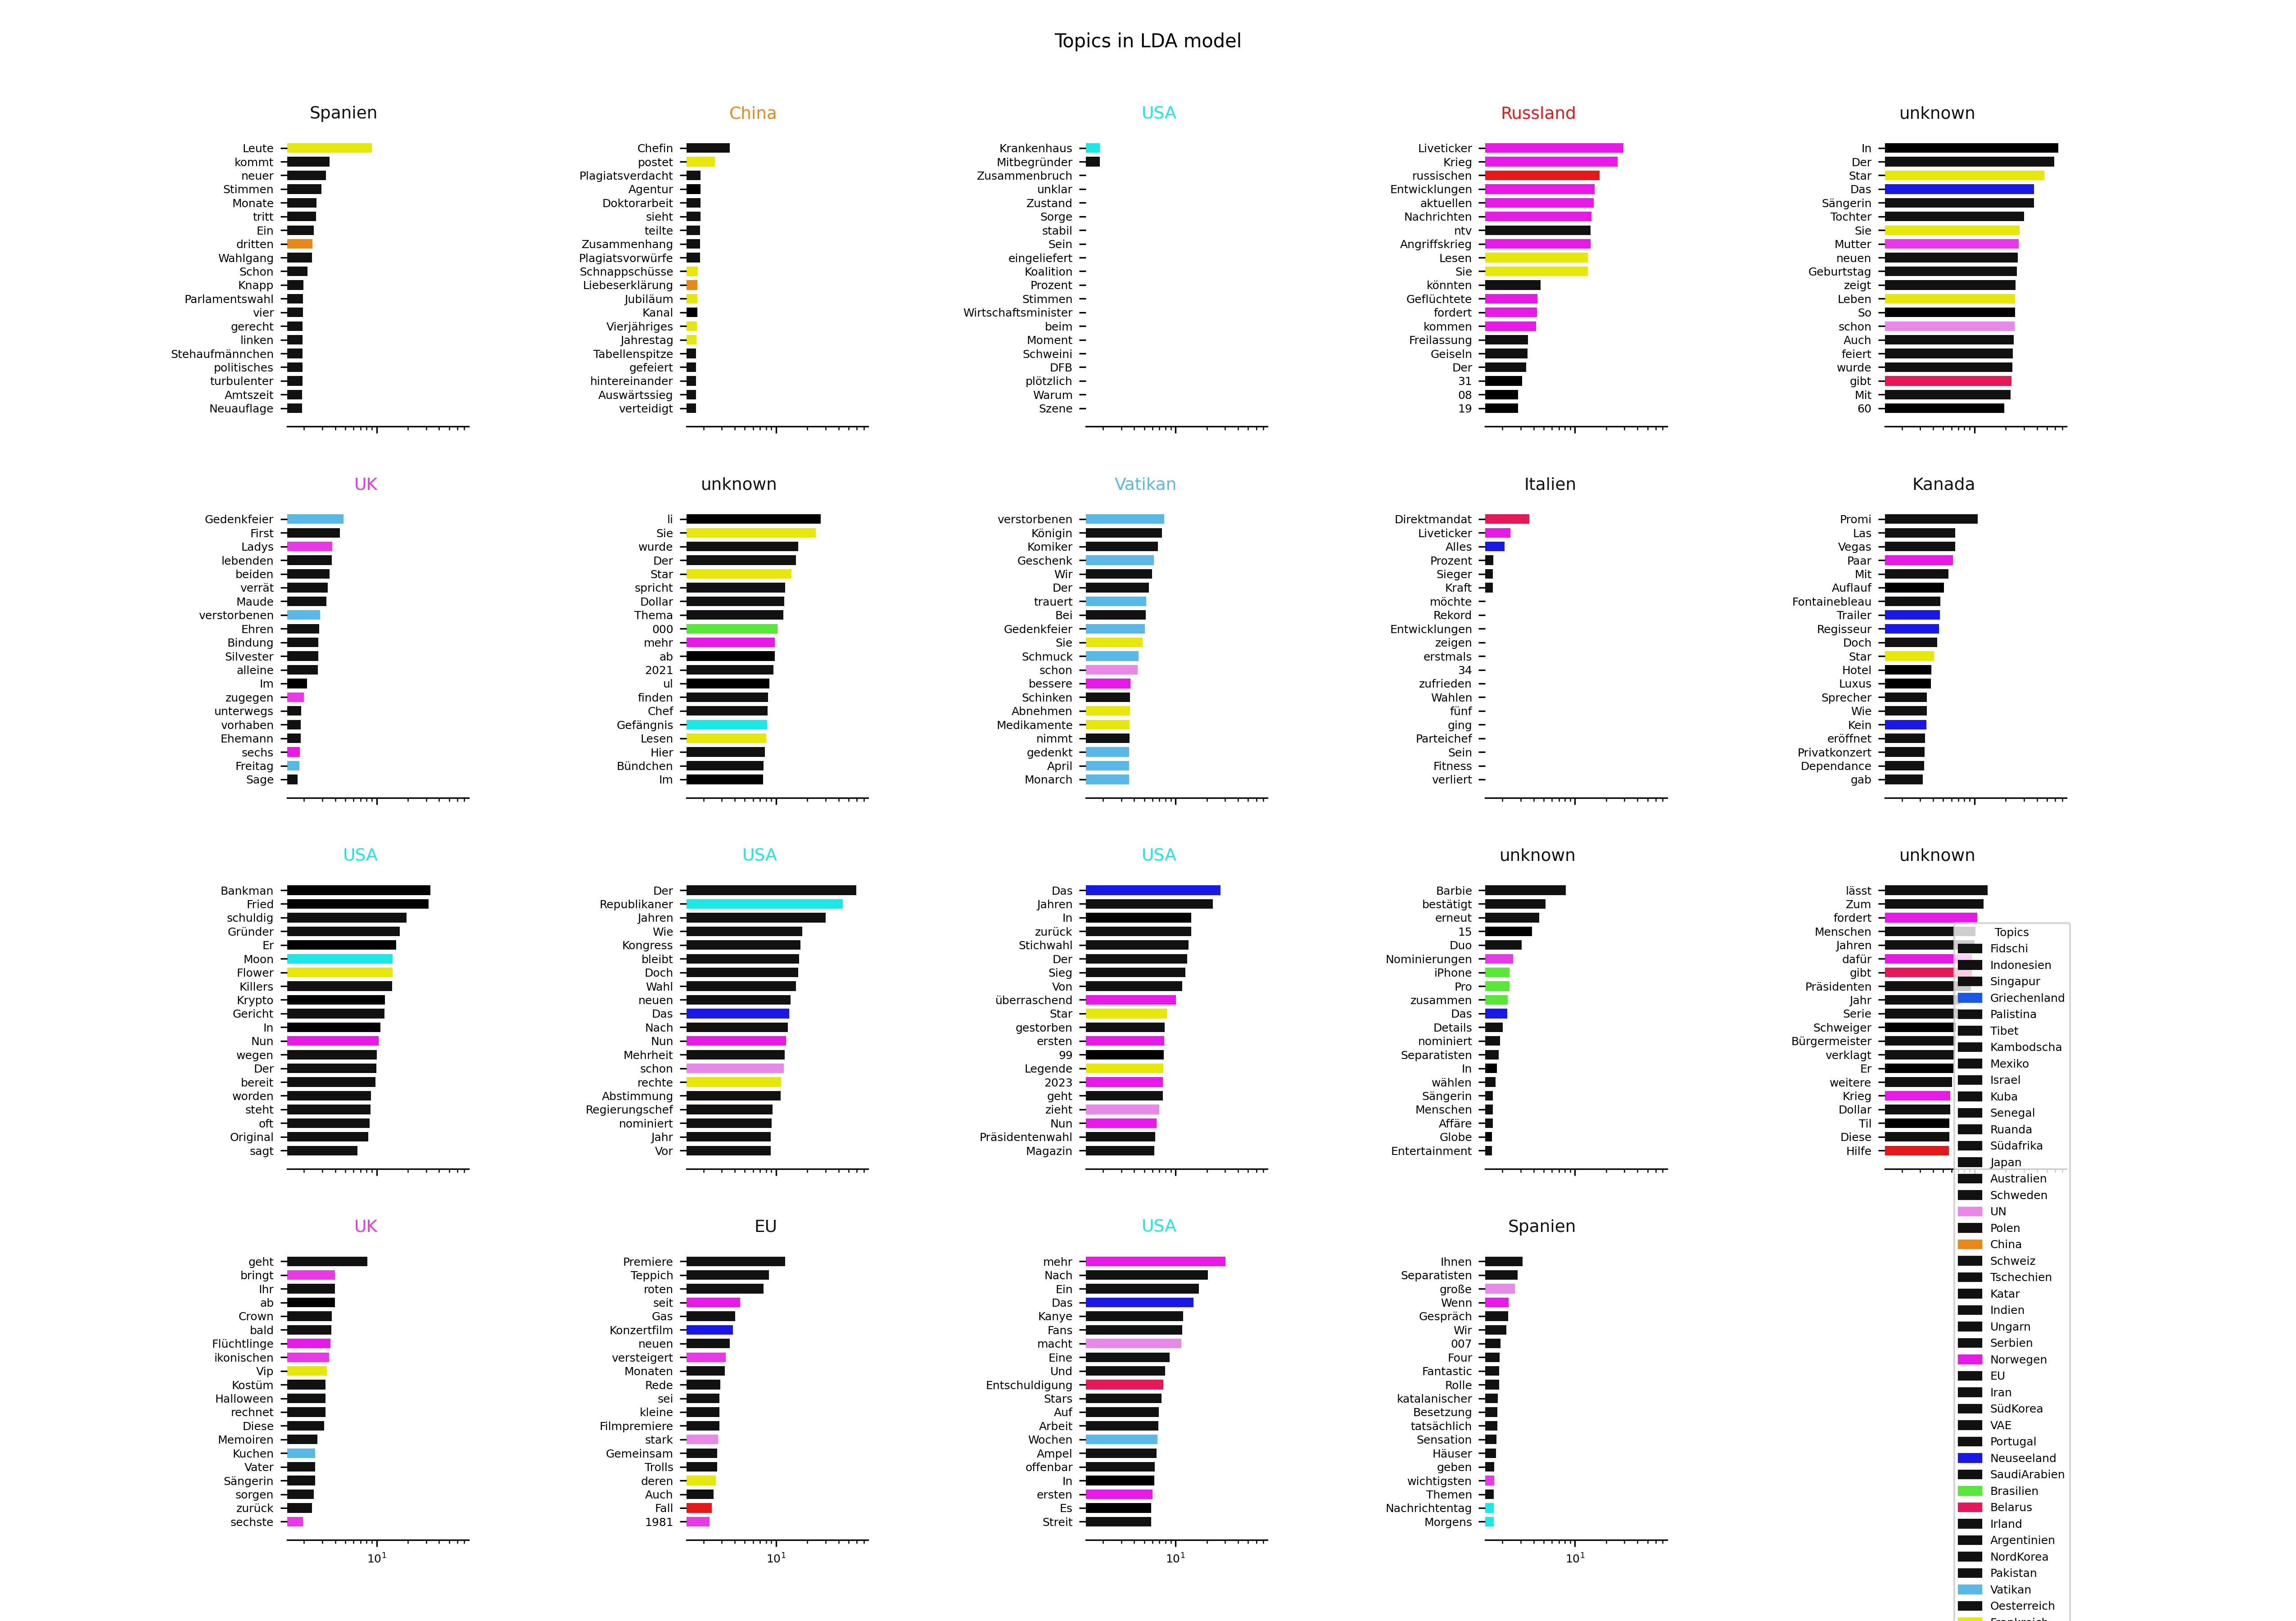 Topics in LDA model
Spanien
Leute
kommt
neuer
Stimmen
Monate
tritt
Ein
dritten
Wahlgang
Schon
Knapp
Parlamentswahl
vier
gerecht
linken
Stehaufmännchen
politisches
turbulenter
Amtszeit
Neuauflage
China
Chefin
postet
Plagiatsverdacht
Agentur
Doktorarbeit
sieht
teilte
Zusammenhang
Plagiatsvorwürfe
Schnappschüsse
Liebeserklärung
Jubiläum
Kanal
Vierjähriges
Jahrestag
Tabellenspitze
gefeiert
hintereinander
Auswärtssieg
verteidigt
USA
Krankenhaus
Mitbegründer
Zusammenbruch
unklar
Zustand
Sorge
stabil
Sein
eingeliefert
Koalition
Prozent
Stimmen
Wirtschaftsminister
beim
Moment
Schweini
DFB
plötzlich
Warum
Szene
Russland
Liveticker
Krieg
russischen
Entwicklungen
aktuellen
Nachrichten
ntv
Angriffskrieg
Lesen
Sie
könnten
Geflüchtete
fordert
kommen
Freilassung
Geiseln
Der
31
08
19
unknown
In
Der
Star
Das
Sängerin
Tochter
Sie
Mutter
neuen
Geburtstag
zeigt
Leben
So
schon
Auch
feiert
wurde
gibt
Mit
60
UK
Gedenkfeier
First
Ladys
lebenden
beiden
verrät
Maude
verstorbenen
Ehren
Bindung
Silvester
alleine
Im
zugegen
unterwegs
vorhaben
Ehemann
sechs
Freitag
Sage
unknown
li
Sie
wurde
Der
Star
spricht
Dollar
Thema
000
mehr
ab
2021
ul
finden
Chef
Gefängnis
Lesen
Hier
Bündchen
Im
Vatikan
verstorbenen
Königin
Komiker
Geschenk
Wir
Der
trauert
Bei
Gedenkfeier
Sie
Schmuck
schon
bessere
Schinken
Abnehmen
Medikamente
nimmt
gedenkt
April
Monarch
Italien
Direktmandat
Liveticker
Alles
Prozent
Sieger
Kraft
möchte
Rekord
Entwicklungen
zeigen
erstmals
34
zufrieden
Wahlen
fünf
ging
Parteichef
Sein
Fitness
verliert
Kanada
Promi
Las
Vegas
Paar
Mit
Auflauf
Fontainebleau
Trailer
Regisseur
Doch
Star
Hotel
Luxus
Sprecher
Wie
Kein
eröffnet
Privatkonzert
Dependance
gab
USA
Bankman
Fried
schuldig
Gründer
Er
Moon
Flower
Killers
Krypto
Gericht
In
Nun
wegen
Der
bereit
worden
steht
oft
Original
sagt
USA
Der
Republikaner
Jahren
Wie
Kongress
bleibt
Doch
Wahl
neuen
Das
Nach
Nun
Mehrheit
schon
rechte
Abstimmung
Regierungschef
nominiert
Jahr
Vor
USA
Das
Jahren
In
zurück
Stichwahl
Der
Sieg
Von
überraschend
Star
gestorben
ersten
99
Legende
2023
geht
zieht
Nun
Präsidentenwahl
Magazin
unknown
Barbie
bestätigt
erneut
15
Duo
Nominierungen
iPhone
Pro
zusammen
Das
Details
nominiert
Separatisten
In
wählen
Sängerin
Menschen
Affäre
Globe
Entertainment
unknown
lässt
Zum
fordert
Menschen
Jahren
dafür
gibt
Präsidenten
Jahr
Serie
Schweiger
Bürgermeister
verklagt
Er
weitere
Krieg
Dollar
Til
Diese
Hilfe
UK
geht
bringt
Ihr
ab
Crown
bald
Flüchtlinge
ikonischen
Vip
Kostüm
Halloween
rechnet
Diese
Memoiren
Kuchen
Vater
Sängerin
sorgen
zurück
sechste
10¹
EU
Premiere
Teppich
roten
seit
Gas
Konzertfilm
neuen
versteigert
Monaten
Rede
sei
kleine
Filmpremiere
stark
Gemeinsam
Trolls
deren
Auch
Fall
1981
10¹
USA
mehr
Nach
Ein
Das
Kanye
Fans
macht
Eine
Und
Entschuldigung
Stars
Auf
Arbeit
Wochen
Ampel
offenbar
In
ersten
Es
Streit
10¹
Spanien
Ihnen
Separatisten
große
Wenn
Gespräch
Wir
007
Four
Fantastic
Rolle
katalanischer
Besetzung
tatsächlich
Sensation
Häuser
geben
wichtigsten
Themen
Nachrichtentag
Morgens
10¹
Topics
Fidschi
Indonesien
Singapur
Griechenland
Palistina
Tibet
Kambodscha
Mexiko
Israel
Kuba
Senegal
Ruanda
Südafrika
Japan
Australien
Schweden
UN
Polen
China
Schweiz
Tschechien
Katar
Indien
Ungarn
Serbien
Norwegen
EU
Iran
SüdKorea
VAE
Portugal
Neuseeland
SaudiArabien
Brasilien
Belarus
Irland
Argentinien
NordKorea
Pakistan
Vatikan
Oesterreich